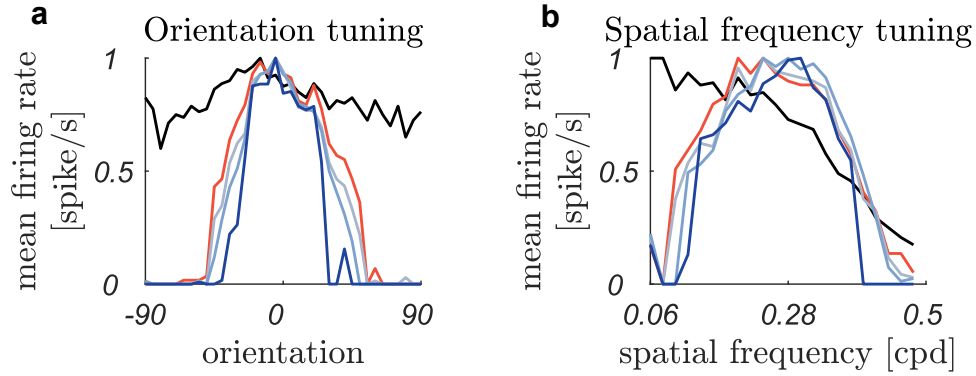 a
Orientation tuning
mean firing rate
[spike/s]
1
0.5
0
-90
0
90
orientation
b
Spatial frequency tuning
mean firing rate
[spike/s]
1
0.5
0
0.06
0.28
0.5
spatial frequency [cpd]